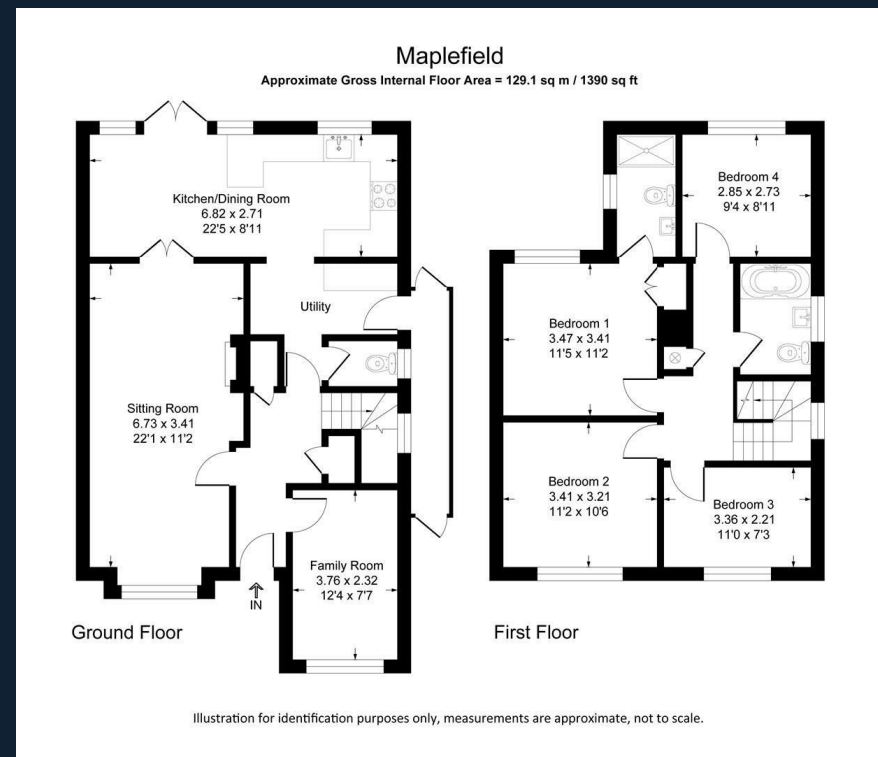 Maplefield
Approximate Gross Internal Floor Area = 129.1 sq m / 1390 sq ft
Kitchen/Dining Room
6.82 x 2.71
22'5 x 8'11
Utility
Sitting Room
6.73 x 3.41
22'1 x 11'2
Family Room
3.76 x 2.32
12'4 x 7'7
IN
Ground Floor
Bedroom 4
2.85 x 2.73
9'4 x 8'11
Bedroom 1
3.47 x 3.41
11'5 x 11'2
Bedroom 2
3.41 x 3.21
11'2 x 10'6
Bedroom 3
3.36 x 2.21
11'0 x 7'3
First Floor
Illustration for identification purposes only, measurements are approximate, not to scale.